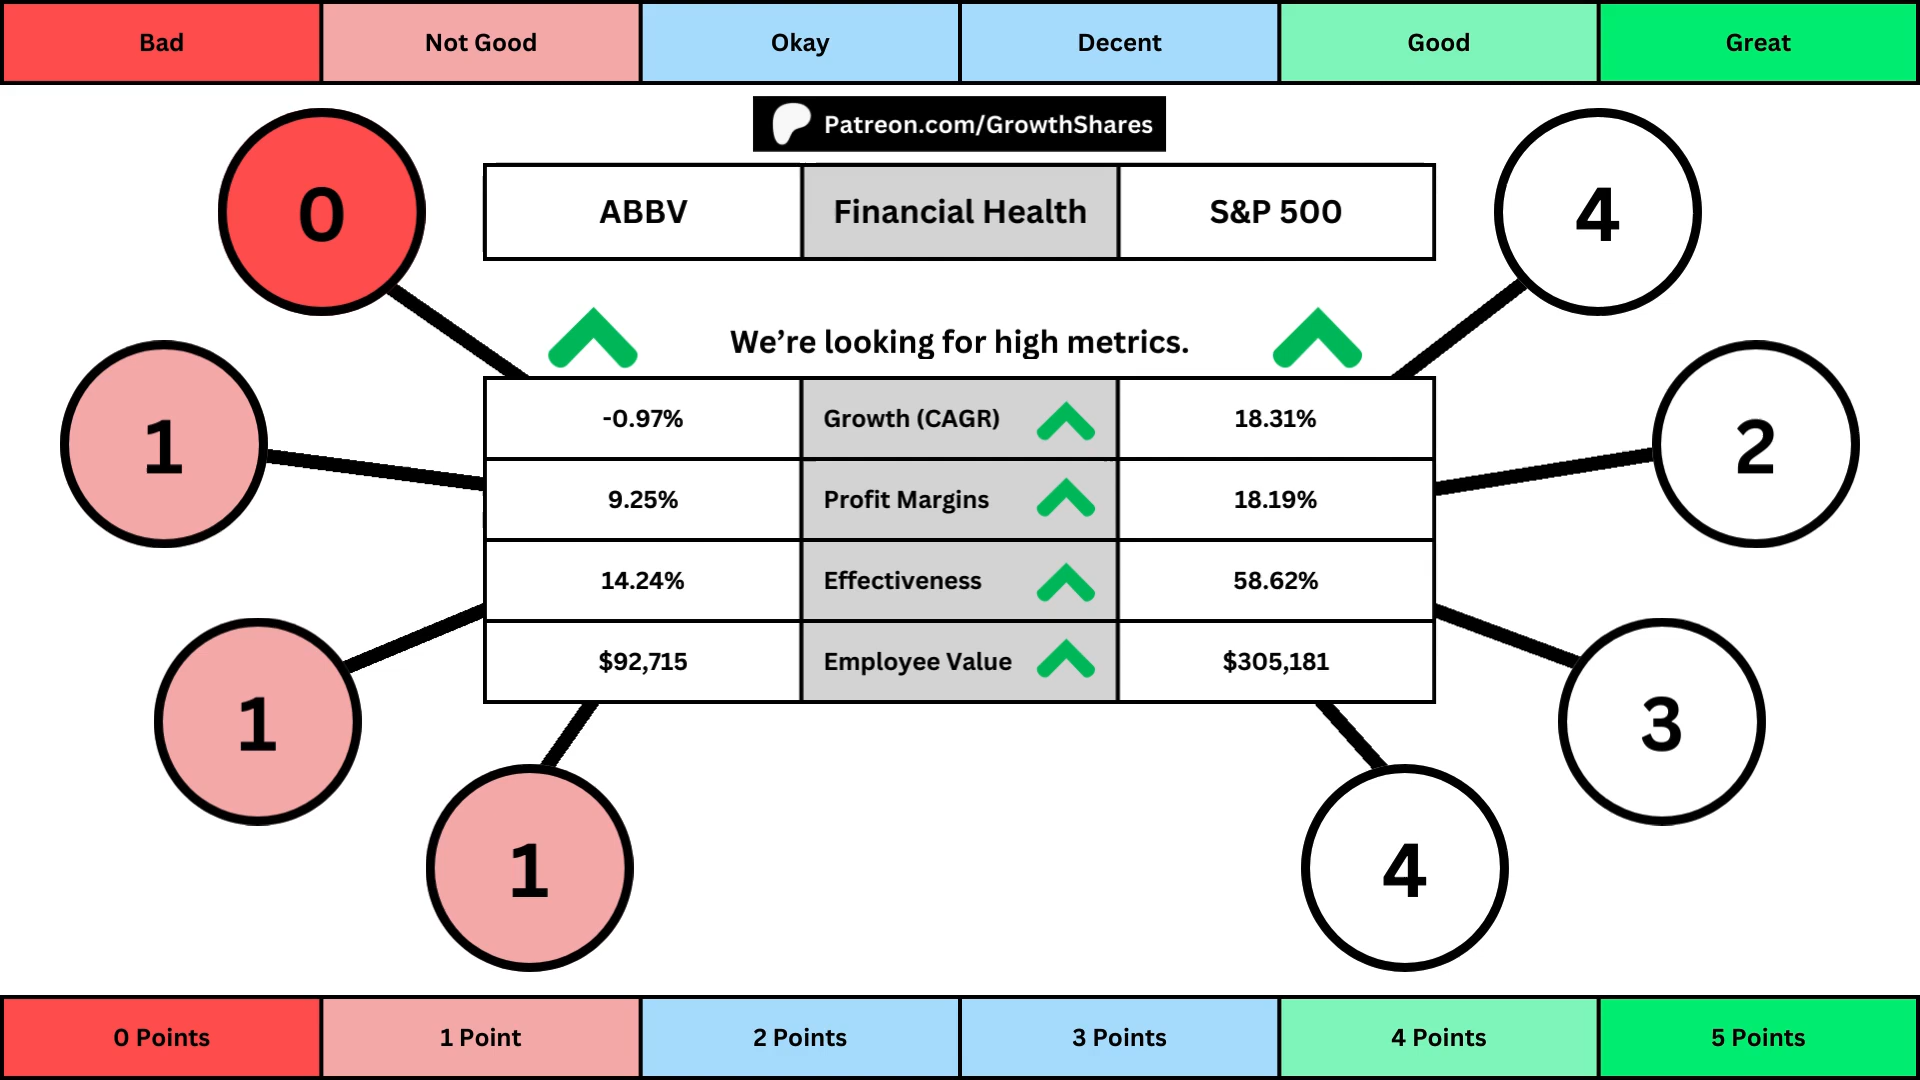 Bad
Not Good
Okay
Decent
Good
Great
Patreon.com/GrowthShares
ABBV
Financial Health
S&P 500
0
4
We’re looking for high metrics.
-0.97%
Growth (CAGR)
18.31%
1
9.25%
Profit Margins
18.19%
2
14.24%
Effectiveness
58.62%
$92,715
Employee Value
$305,181
1
3
1
4
0 Points
1 Point
2 Points
3 Points
4 Points
5 Points